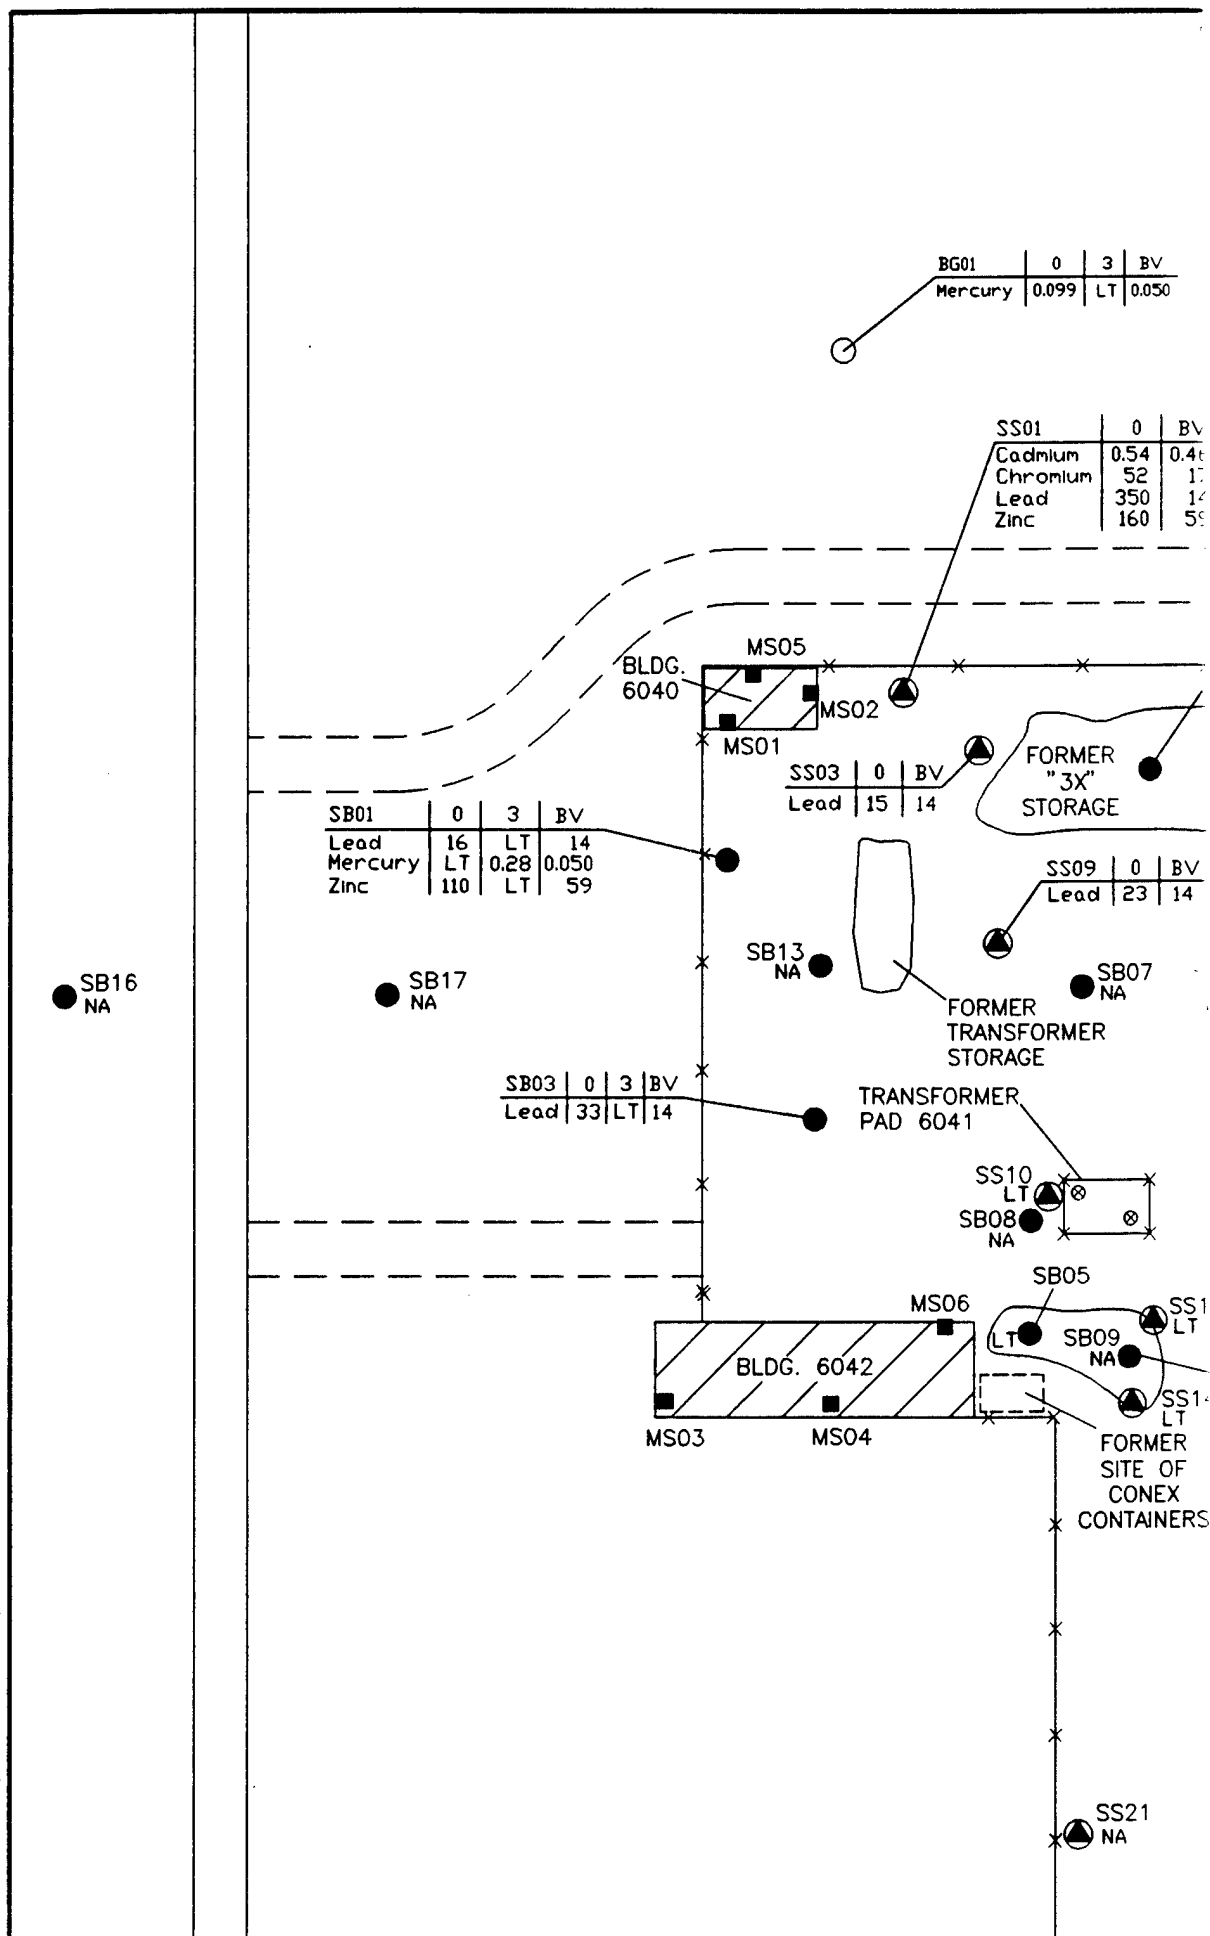 BG01 0 3 BV
Mercury 0.099 LT 0.050
SS01 0 BV
Cadmium 0.54
Chromium 52
Lead 350
Zinc 160
MS05
BLDG.
6040
MS02
MS01
SS03 0 BV
Lead 15 14
FORMER
"3X"
STORAGE
SB01 0 3 BV
Lead 16 LT 14
Mercury LT 0.28 0.050
Zinc 110 LT 59
SS09 0 BV
Lead 23 14
SB13
NA
SB16
NA
SB17
NA
SB07
NA
FORMER
TRANSFORMER
STORAGE
SB03 0 3 BV
Lead 33 LT 14
TRANSFORMER
PAD 6041
SS10
LT
SB08
NA
SB05
LT
MS06
SB09
NA
LT
BLDG. 6042
SS14
LT
MS03
MS04
FORMER
SITE OF
CONEX
CONTAINERS
SS21
NA